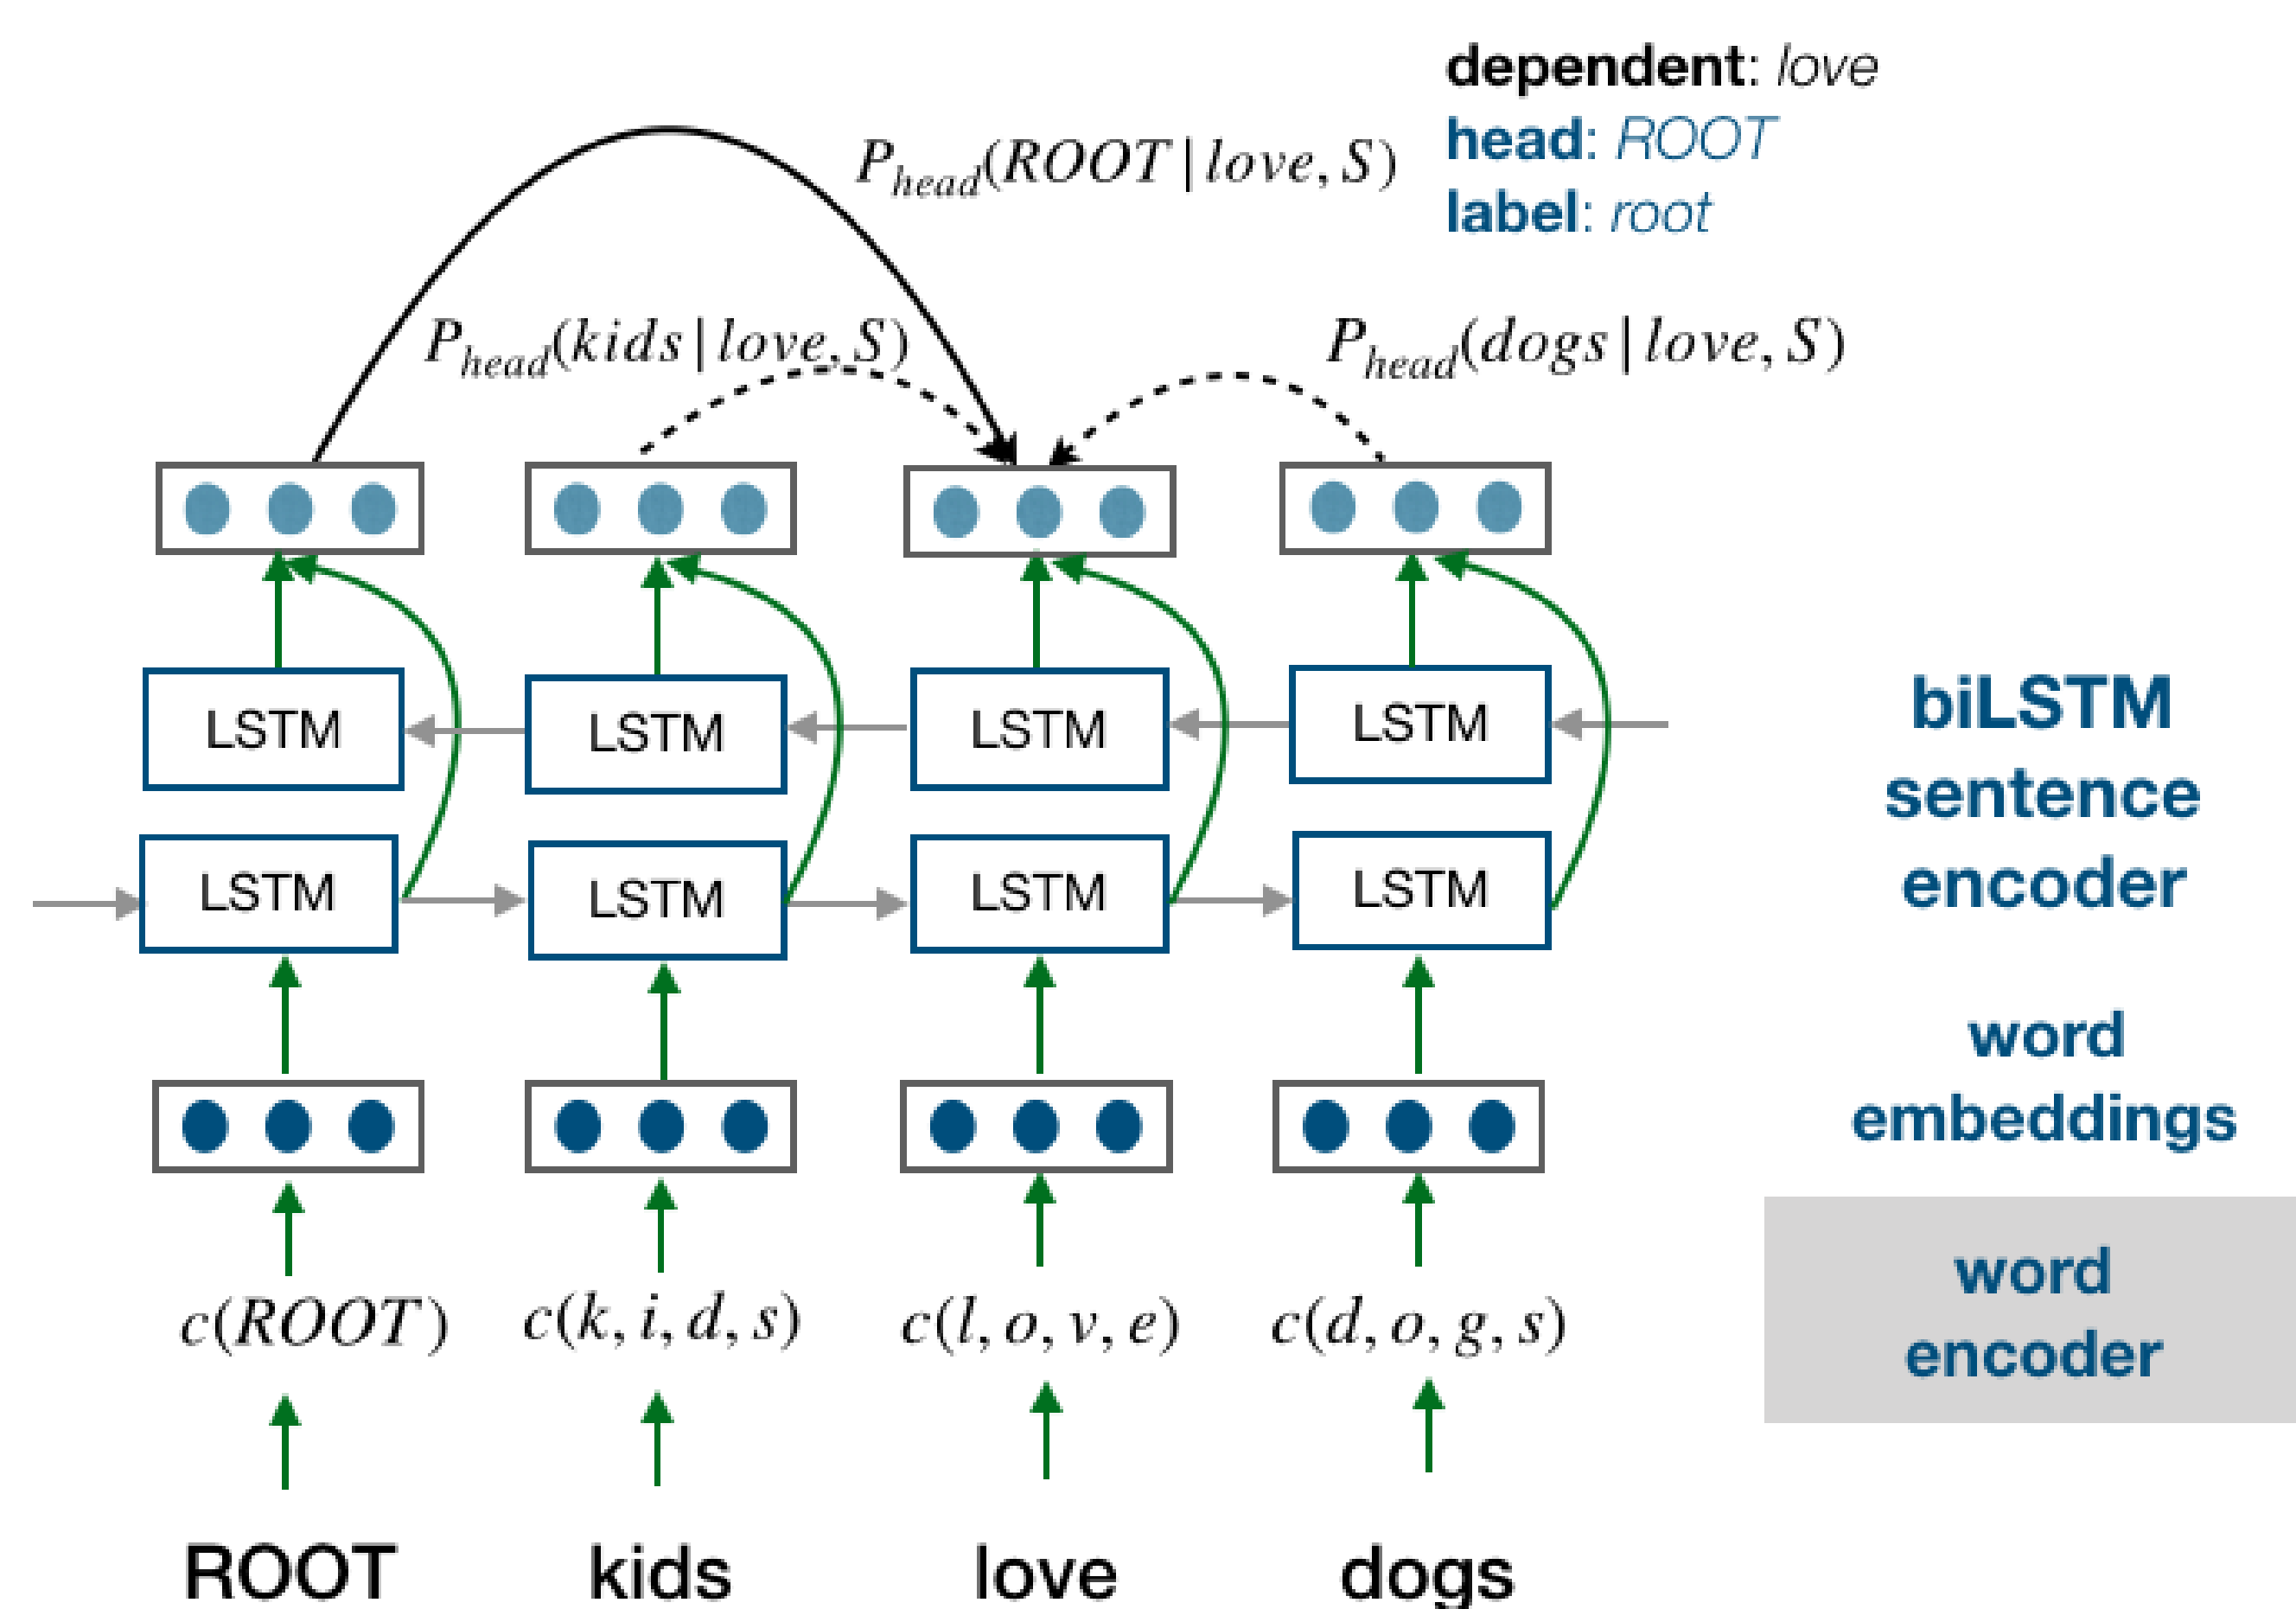 dependent: love
head: ROOT
label: root
P_head(ROOT | love, S)
P_head(kids | love, S)
P_head(dogs | love, S)
LSTM LSTM LSTM LSTM
LSTM LSTM LSTM LSTM
biLSTM
sentence
encoder
word
embeddings
word
encoder
c(ROOT) c(k, i, d, s) c(l, o, v, e) c(d, o, g, s)
ROOT kids love dogs